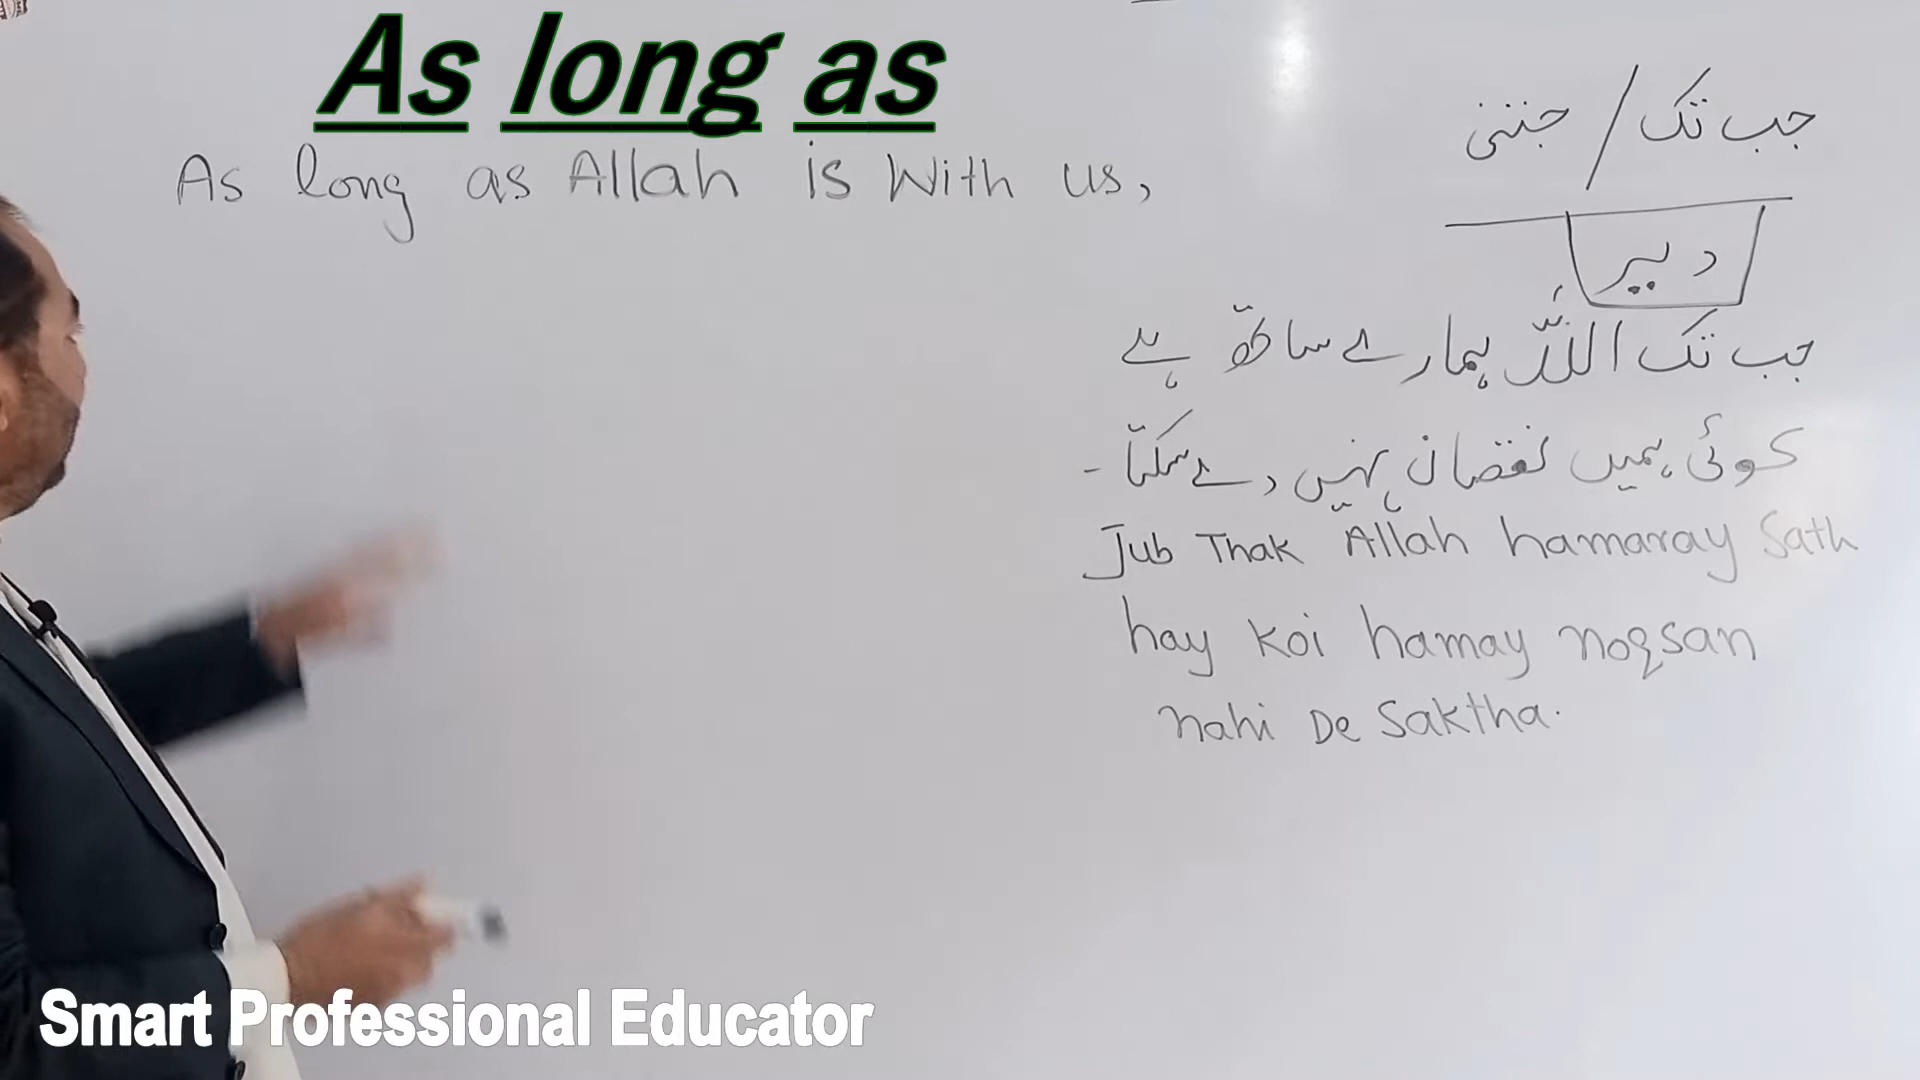 As long as
As long as Allah is With us,
جب تک / جتنی
دیر
جب تک اللہ ہمارے ساتھ ہے
کوئی ہمیں نقصان نہیں دے سکتا -
Jub Thak Allah hamaray Sath
hay Koi hamay noqsan
nahi De Saktha.
Smart Professional Educator